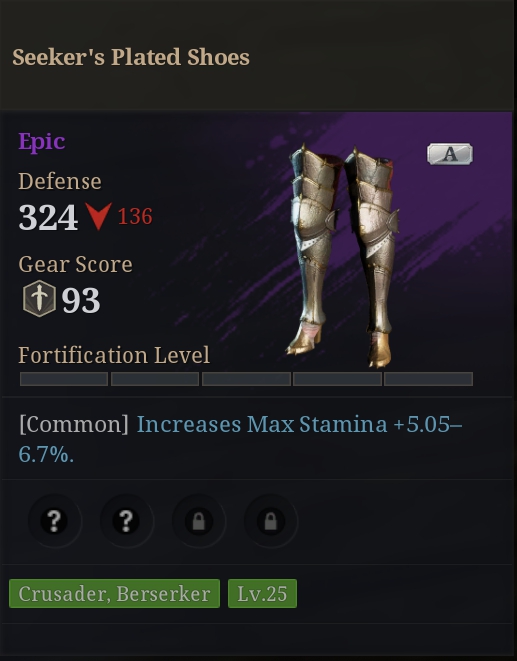 Seeker's Plated Shoes
Epic
A
Defense
324 136
Gear Score
93
Fortification Level
[Common] Increases Max Stamina +5.05–
6.7%.
? ?
Crusader, Berserker Lv.25